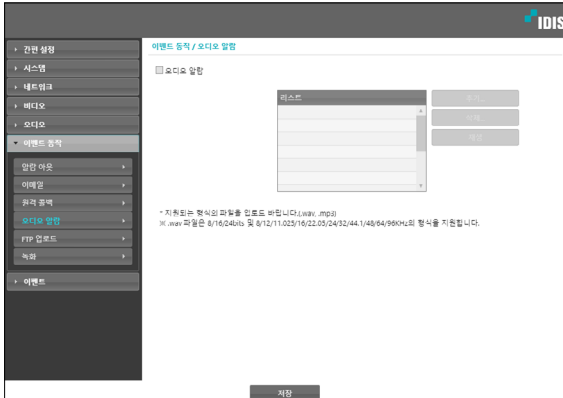 IDIS
간편 설정
시스템
네트워크
비디오
오디오
이벤트 동작
알람 아웃
이메일
원격 콜백
오디오 알람
FTP 업로드
녹화
이벤트
이벤트 동작 / 오디오 알람
오디오 알람
리스트
추가...
삭제...
* 지원되는 형식의 파일을 업로드 바랍니다.(.wav, .mp3)
※ .wav 파일은 8/16/24bits 및 8/12/11.025/16/22.05/24/32/44.1/48/64/96KHz의 형식을 지원합니다.
저장